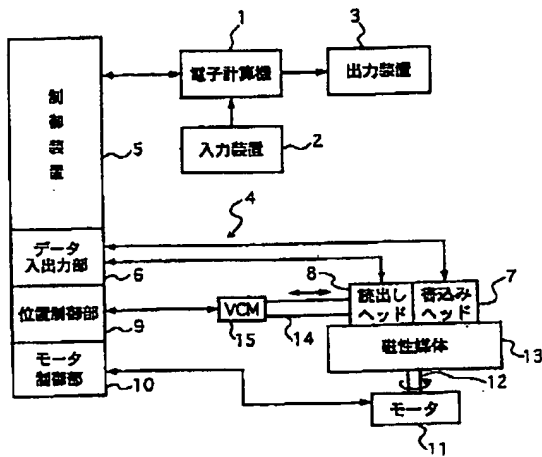 1
3
電子計算機
出力装置
制
御
装
置
5
入力装置
2
4
データ
入出力部
6
8
読出し
ヘッド
書込み
ヘッド
7
位置制御部
9
VCM
15
14
磁性媒体
13
モータ
制御部
10
12
モータ
11